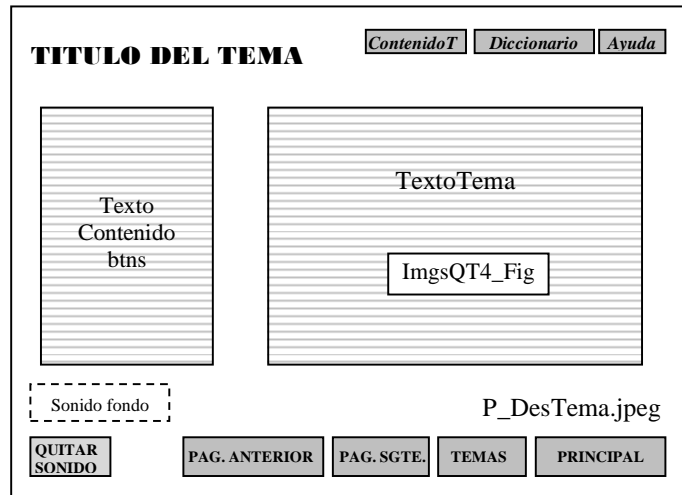 TITULO DEL TEMA
ContenidoT
Diccionario
Ayuda
Texto
Contenido
btns
TextoTema
ImgsQT4_Fig
Sonido fondo
P_DesTema.jpeg
QUITAR
SONIDO
PAG. ANTERIOR
PAG. SGTE.
TEMAS
PRINCIPAL